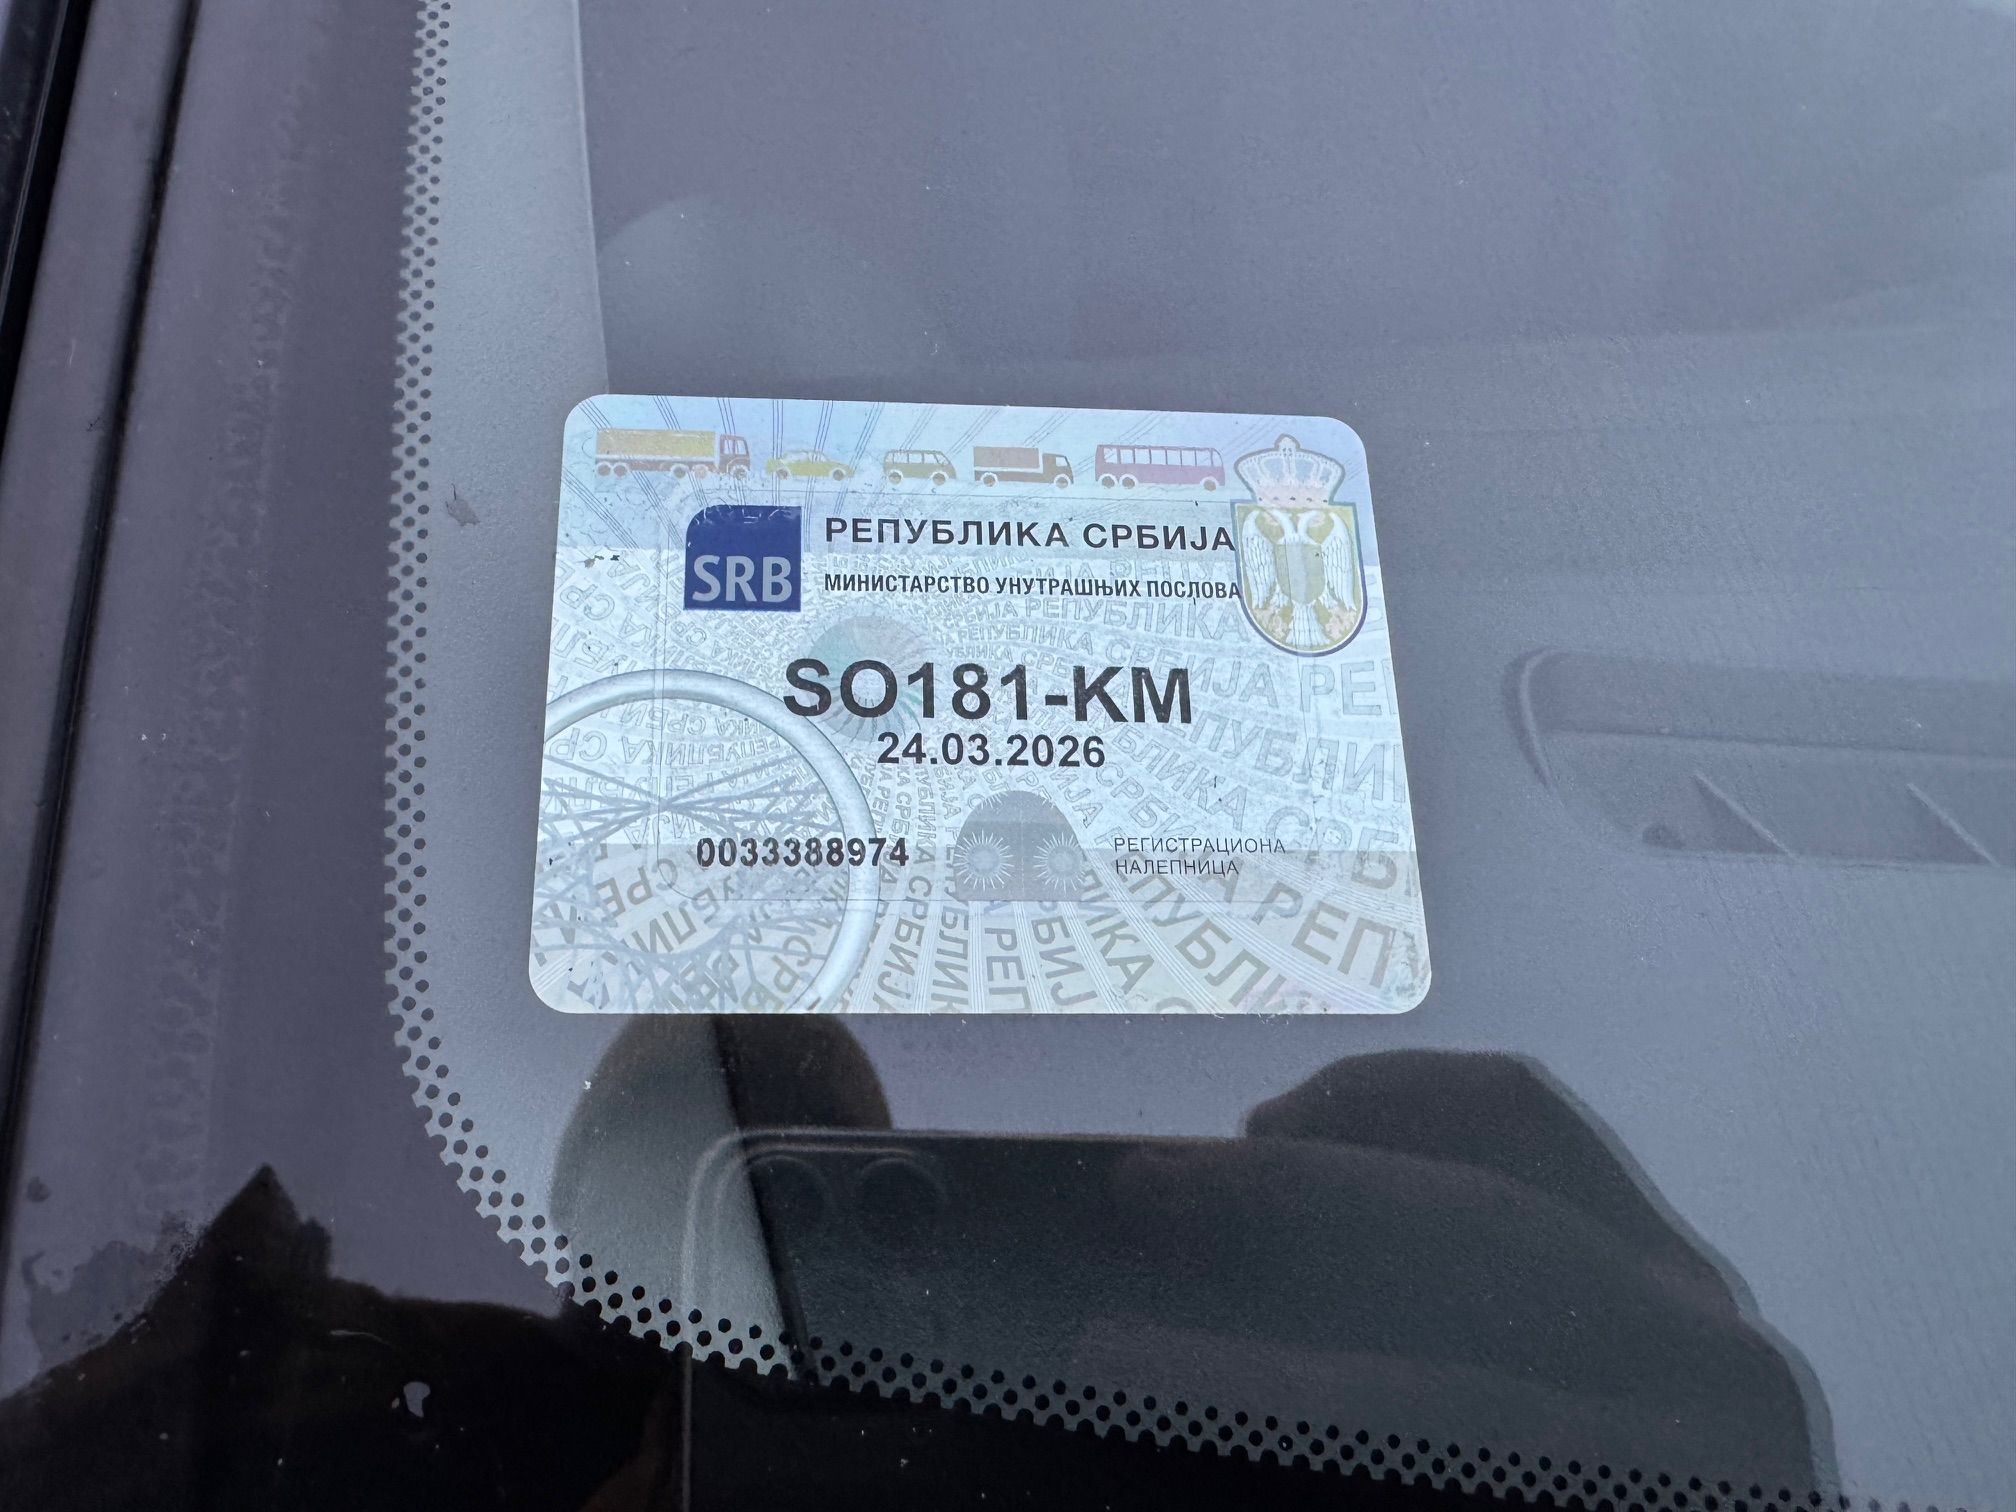 SRB
РЕПУБЛИКА СРБИЈА
МИНИСТАРСТВО УНУТРАШЊИХ ПОСЛОВА
SO181-KM
24.03.2026
0033388974
РЕГИСТРАЦИОНА
НАЛЕПНИЦА